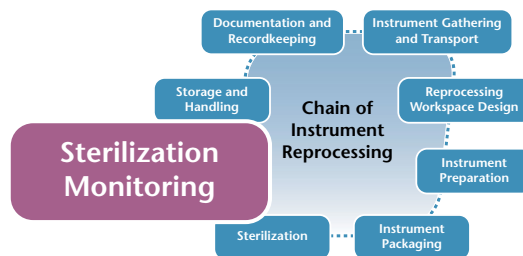 Documentation and
Recordkeeping
Instrument Gathering
and Transport
Storage and
Handling
Chain of
Instrument
Reprocessing
Reprocessing
Workspace Design
Sterilization
Monitoring
Instrument
Preparation
Sterilization
Instrument
Packaging